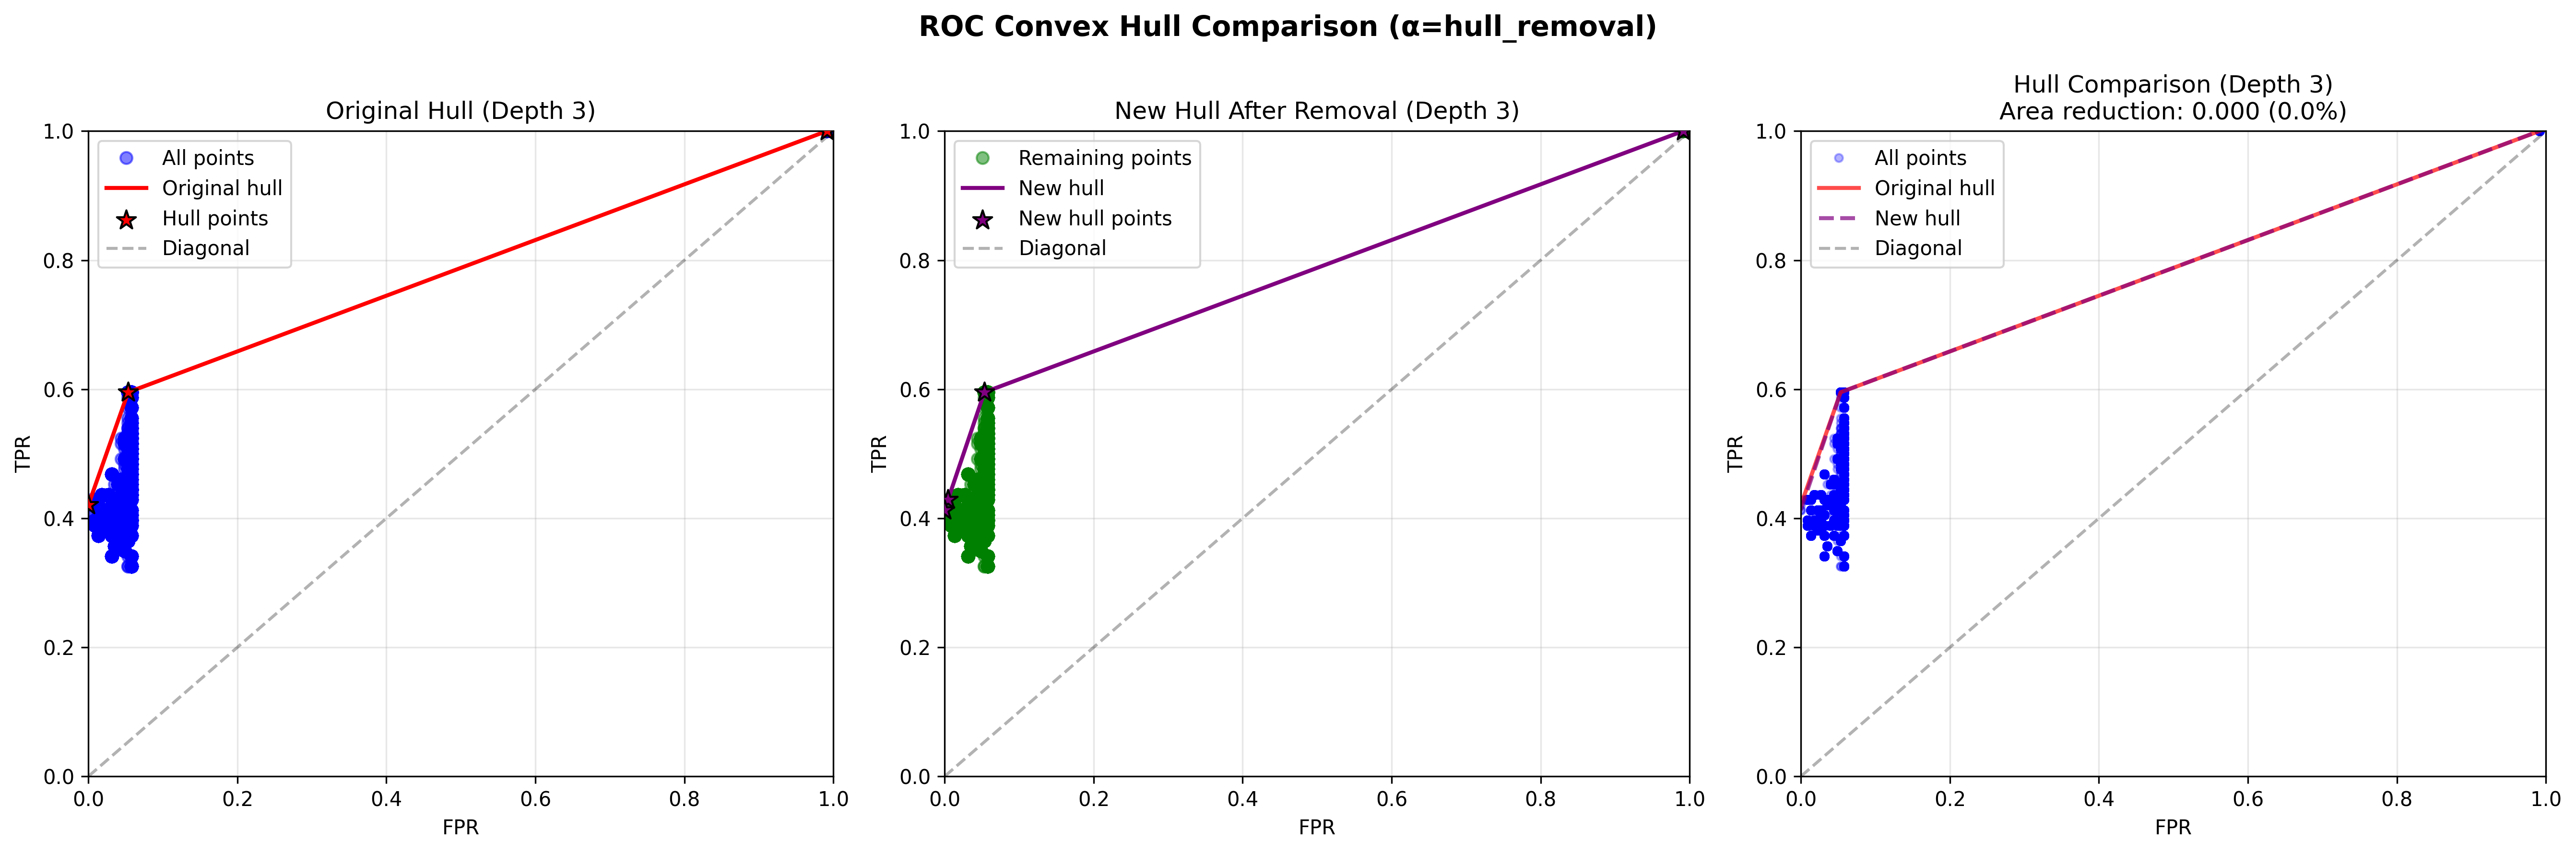 ROC Convex Hull Comparison (α=hull_removal)
Original Hull (Depth 3)
All points
Original hull
Hull points
Diagonal
1.0
0.8
0.6
0.4
0.2
0.0
TPR
0.0 0.2 0.4 0.6 0.8 1.0
FPR
New Hull After Removal (Depth 3)
Remaining points
New hull
New hull points
Diagonal
1.0
0.8
0.6
0.4
0.2
0.0
TPR
0.0 0.2 0.4 0.6 0.8 1.0
FPR
Hull Comparison (Depth 3)
Area reduction: 0.000 (0.0%)
All points
Original hull
New hull
Diagonal
1.0
0.8
0.6
0.4
0.2
0.0
TPR
0.0 0.2 0.4 0.6 0.8 1.0
FPR